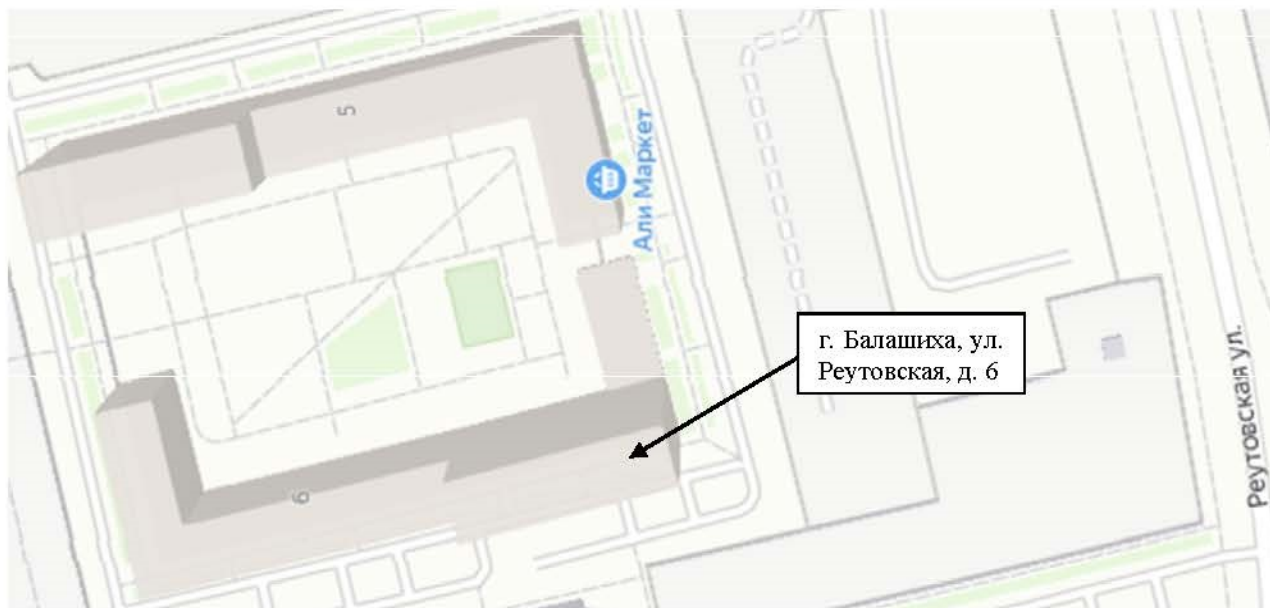 5
Али Маркет
г. Балашиха, ул.
Реутовская, д. 6
Реутовская ул.
6